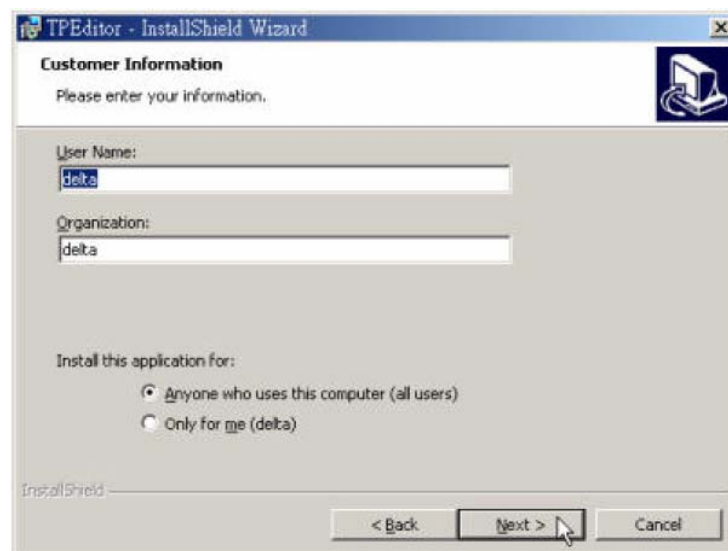 TPEditor - InstallShield Wizard
Customer Information
Please enter your information.
User Name:
delta
Organization:
delta
Install this application for:
Anyone who uses this computer (all users)
Only for me (delta)
InstallShield
< Back Next > Cancel